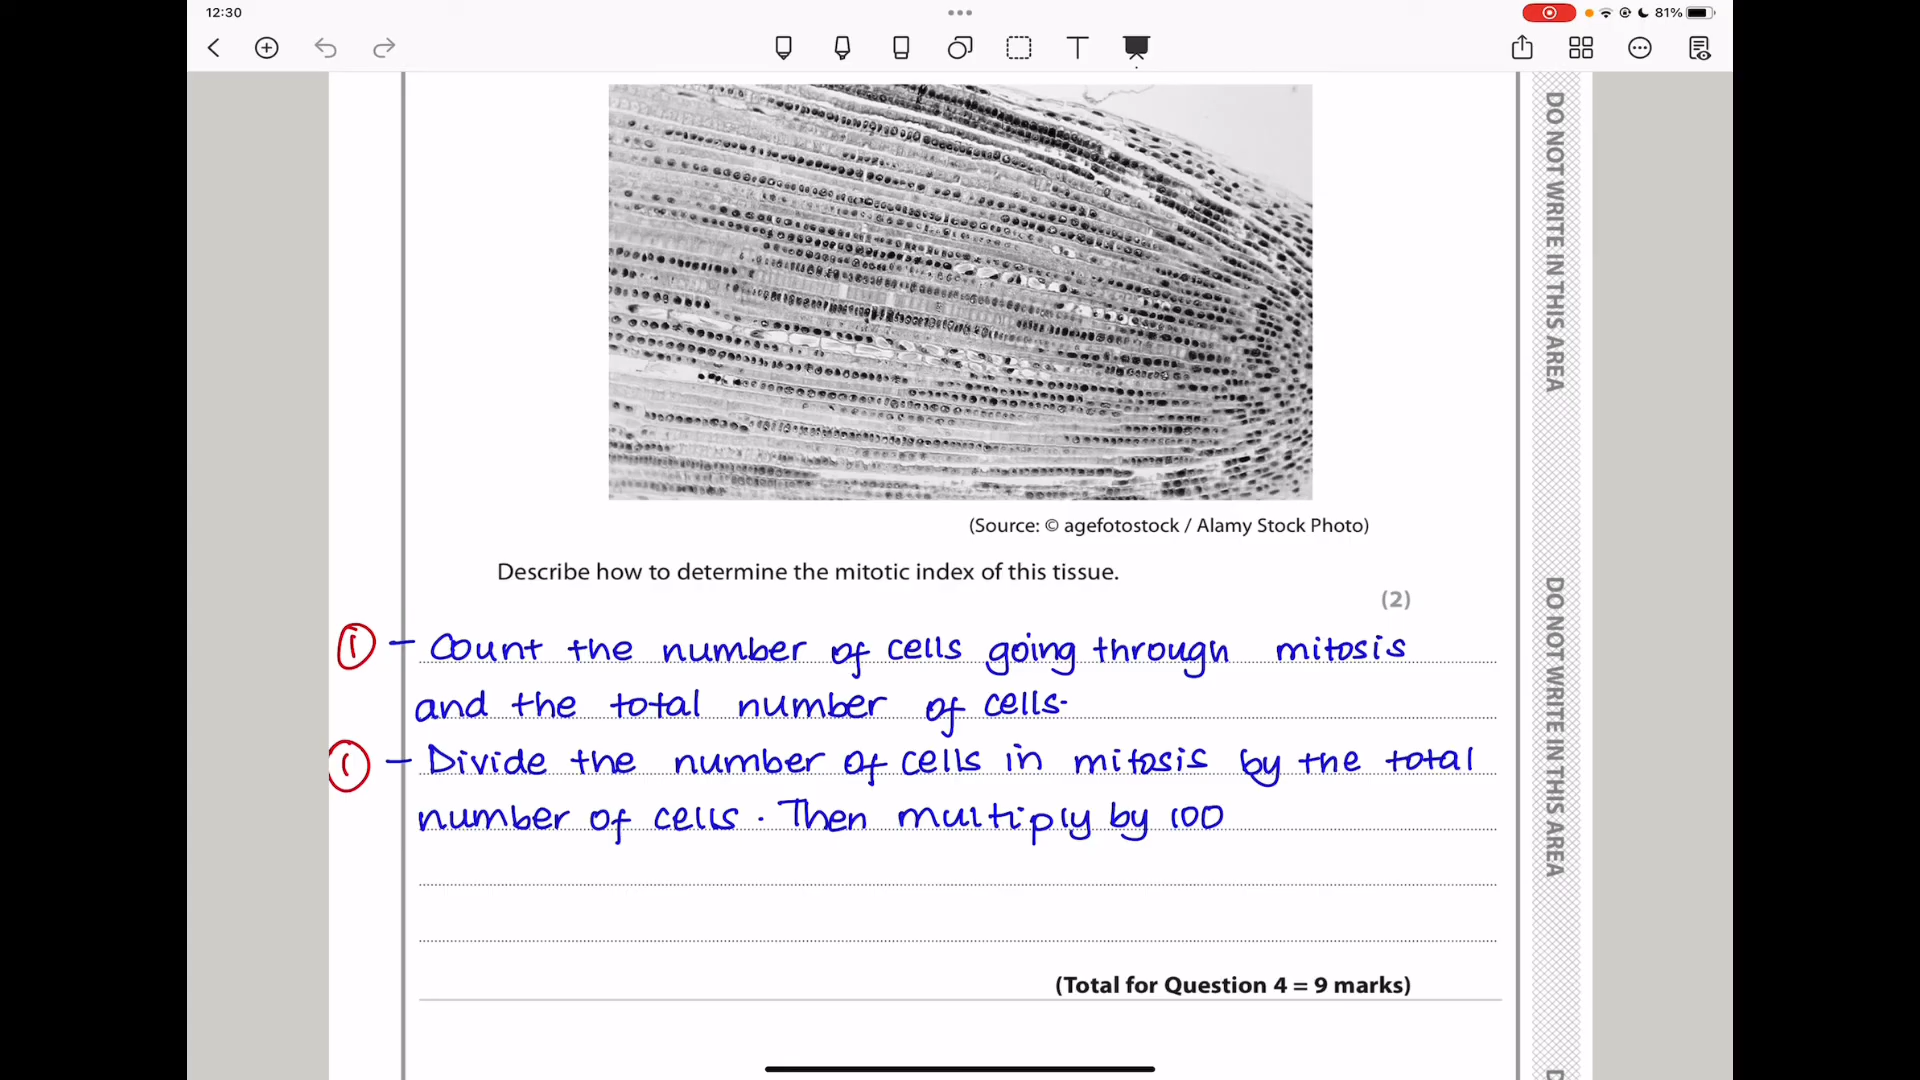 12:30
81%
DO NOT WRITE IN THIS AREA
(Source: © agefotostock / Alamy Stock Photo)
Describe how to determine the mitotic index of this tissue.
(2)
① - Count the number of cells going through mitosis
and the total number of cells.
① - Divide the number of cells in mitosis by the total
number of cells. Then multiply by 100
DO NOT WRITE IN THIS AREA
(Total for Question 4 = 9 marks)
D